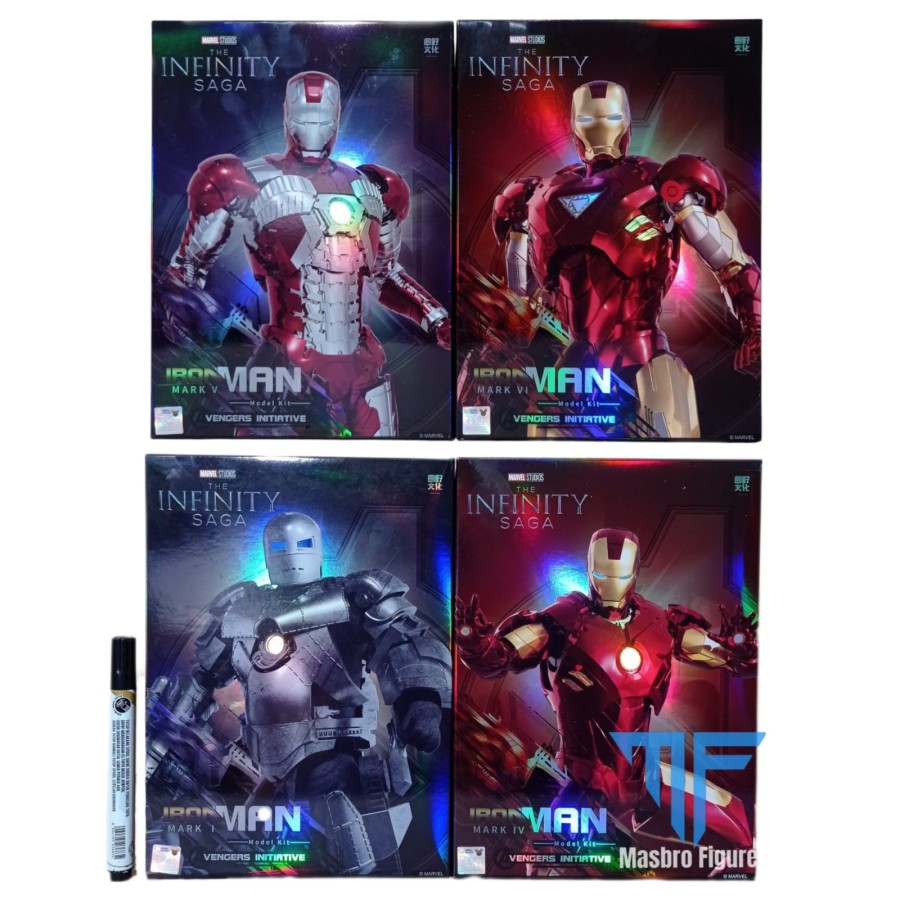 MARVEL STUDIOS
THE
INFINITY
SAGA
IRON MAN
MARK V
Model Kit
VENGERS INITIATIVE
© MARVEL
MARVEL STUDIOS
THE
INFINITY
SAGA
IRON MAN
MARK VI
Model Kit
VENGERS INITIATIVE
© MARVEL
MARVEL STUDIOS
THE
INFINITY
SAGA
IRON MAN
MARK I
Model Kit
VENGERS INITIATIVE
© MARVEL
MARVEL STUDIOS
THE
INFINITY
SAGA
IRON MAN
MARK IV
Model Kit
VENGERS INITIATIVE
© MARVEL
MF
Masbro Figure